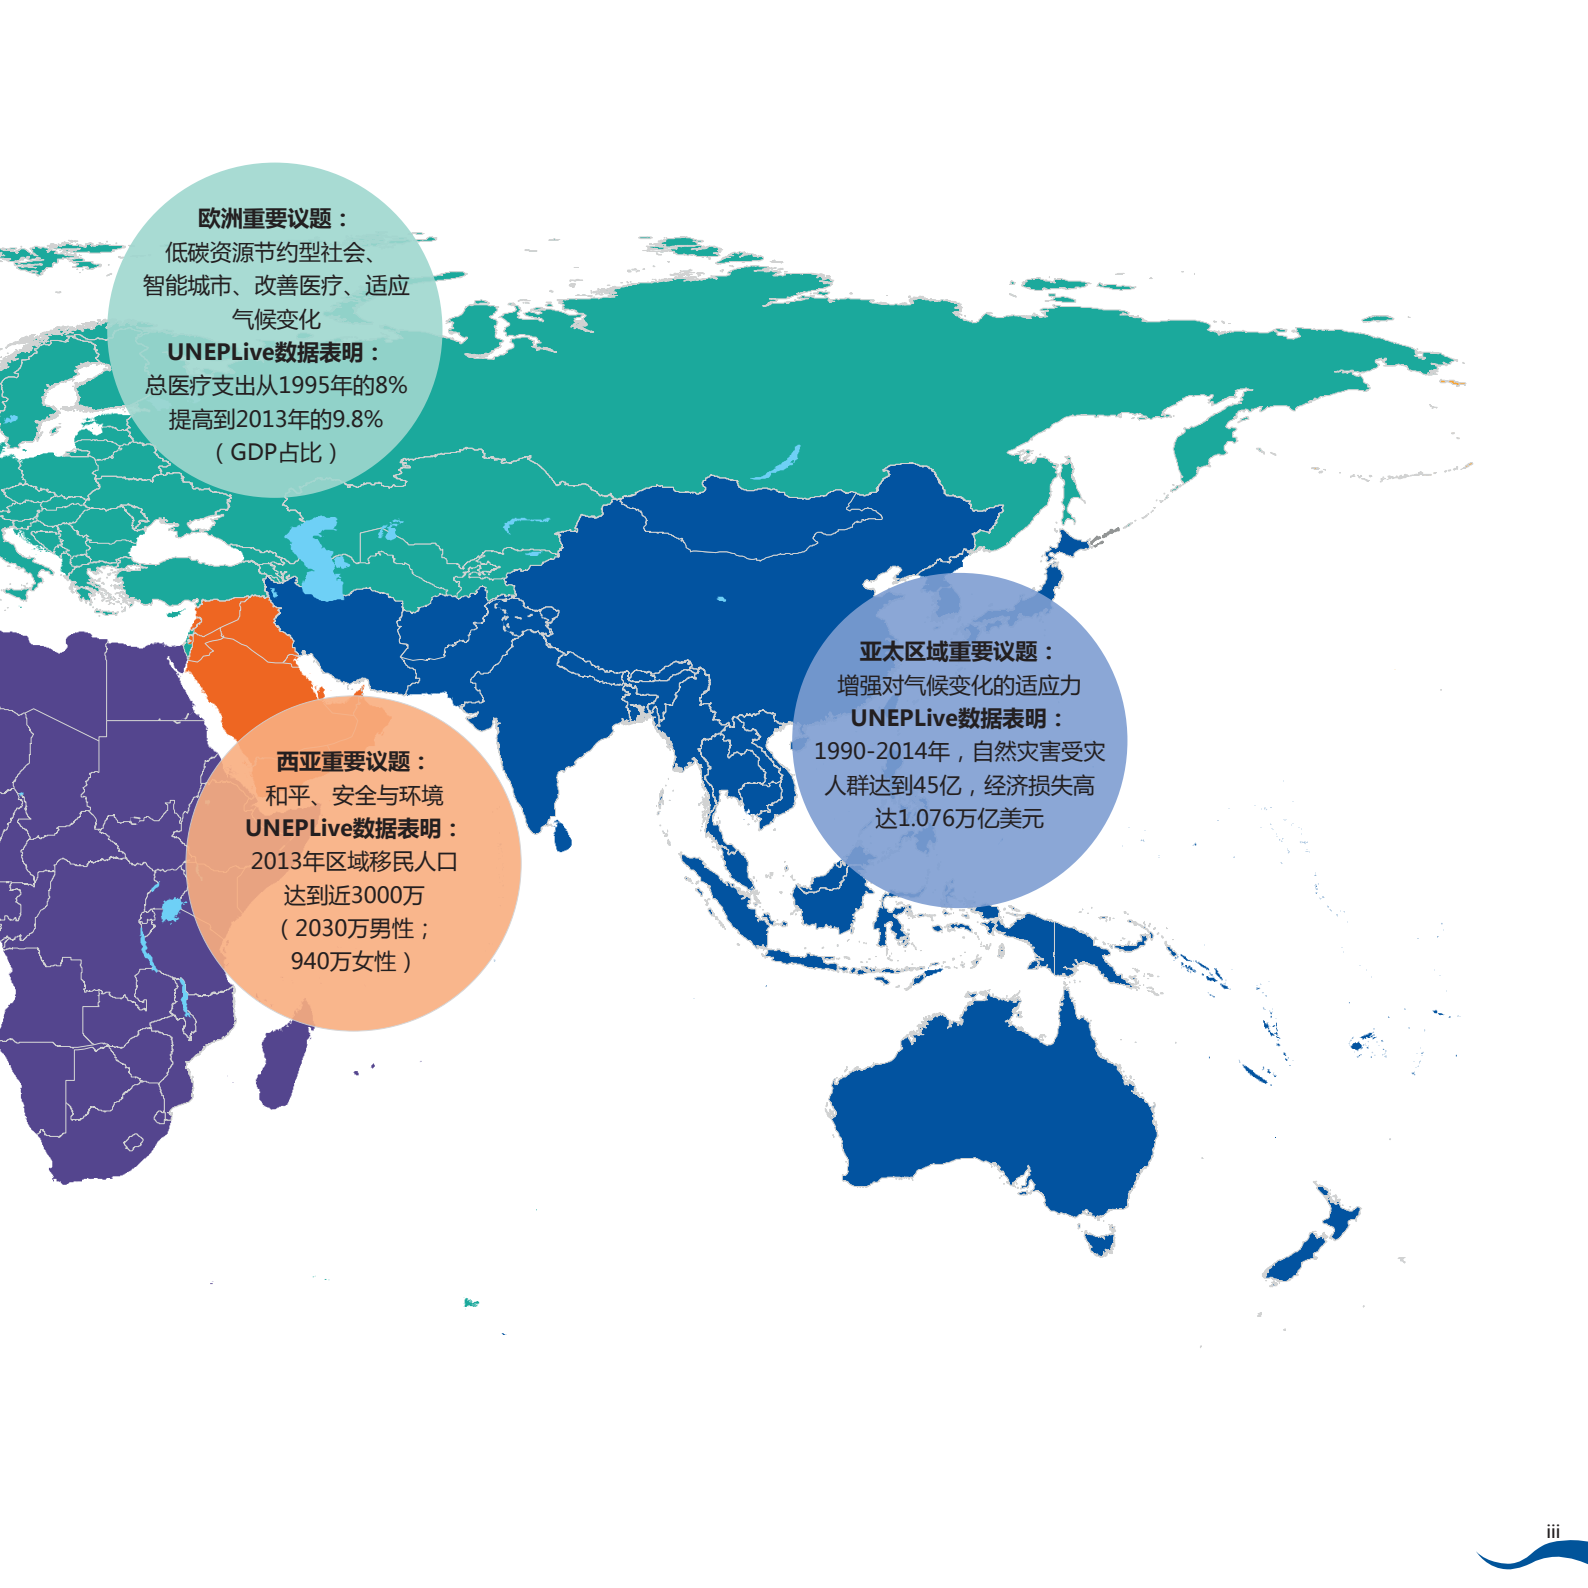 欧洲重要议题：
低碳资源节约型社会、
智能城市、改善医疗、适应
气候变化
UNEPLive数据表明：
总医疗支出从1995年的8%
提高到2013年的9.8%
（GDP占比）
亚太区域重要议题：
增强对气候变化的适应力
UNEPLive数据表明：
1990-2014年，自然灾害受灾
人群达到45亿，经济损失高
达1.076万亿美元
西亚重要议题：
和平、安全与环境
UNEPLive数据表明：
2013年区域移民人口
达到近3000万
（2030万男性；
940万女性）
iii